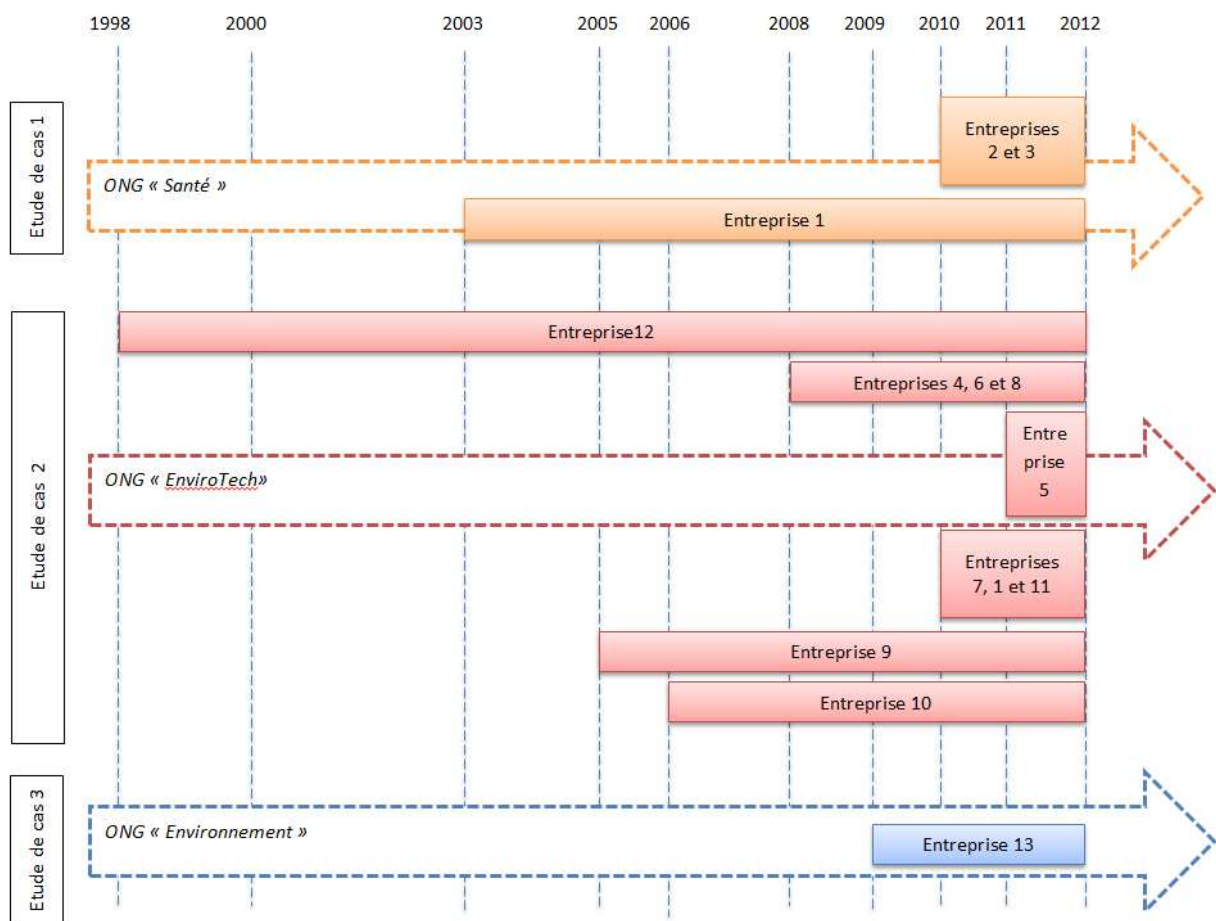 1998 2000 2003 2005 2006 2008 2009 2010 2011 2012
Etude de cas 1
Entreprises
2 et 3
ONG « Santé »
Entreprise 1
Etude de cas 2
Entreprise12
Entreprises 4, 6 et 8
Entre
prise
5
ONG « EnviroTech»
Entreprises
7, 1 et 11
Entreprise 9
Entreprise 10
Etude de cas 3
ONG « Environnement »
Entreprise 13